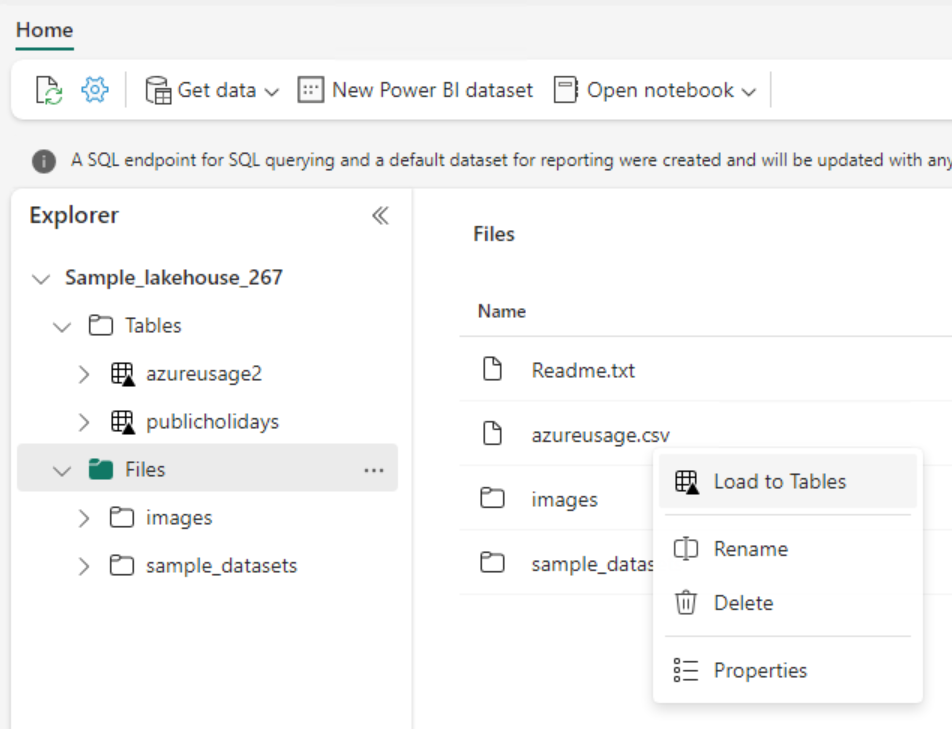 Home
Get data New Power BI dataset Open notebook
A SQL endpoint for SQL querying and a default dataset for reporting were created and will be updated with any
Explorer
Sample_lakehouse_267
Tables
azureusage2
publicholidays
Files ...
images
sample_datasets
Files
Name
Readme.txt
azureusage.csv
images
sample_datas
Load to Tables
Rename
Delete
Properties